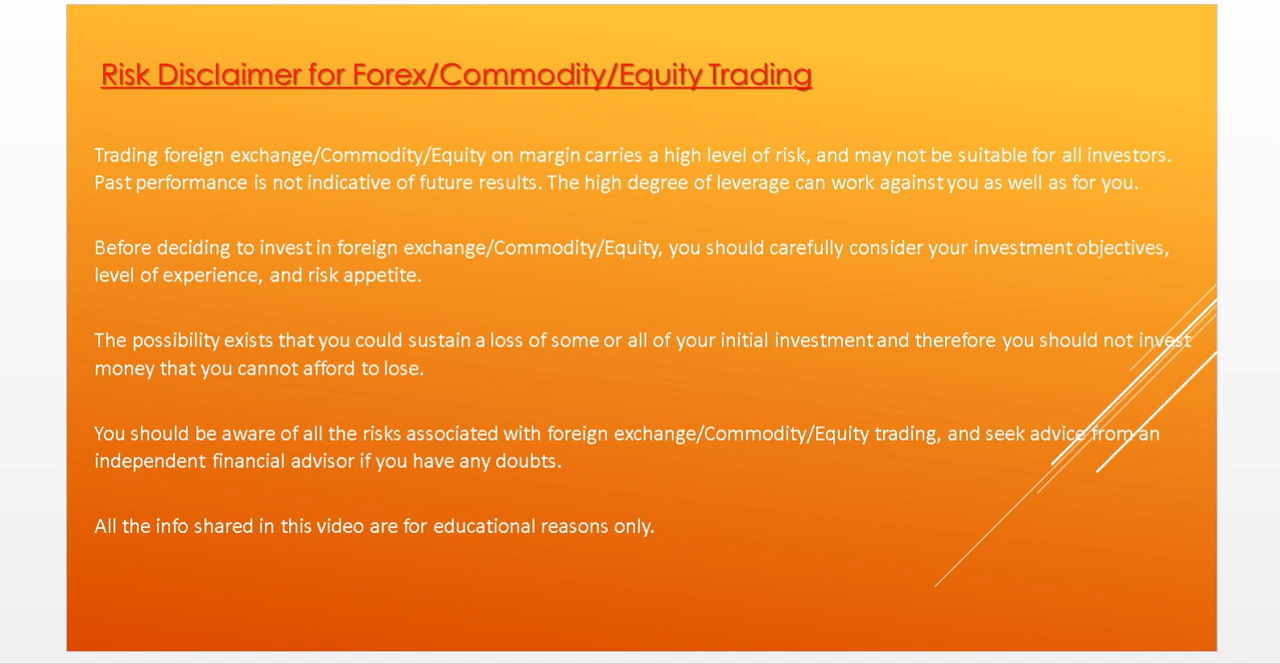 Risk Disclaimer for Forex/Commodity/Equity Trading
Trading foreign exchange/Commodity/Equity on margin carries a high level of risk, and may not be suitable for all investors.
Past performance is not indicative of future results. The high degree of leverage can work against you as well as for you.
Before deciding to invest in foreign exchange/Commodity/Equity, you should carefully consider your investment objectives,
level of experience, and risk appetite.
The possibility exists that you could sustain a loss of some or all of your initial investment and therefore you should not invest
money that you cannot afford to lose.
You should be aware of all the risks associated with foreign exchange/Commodity/Equity trading, and seek advice from an
independent financial advisor if you have any doubts.
All the info shared in this video are for educational reasons only.